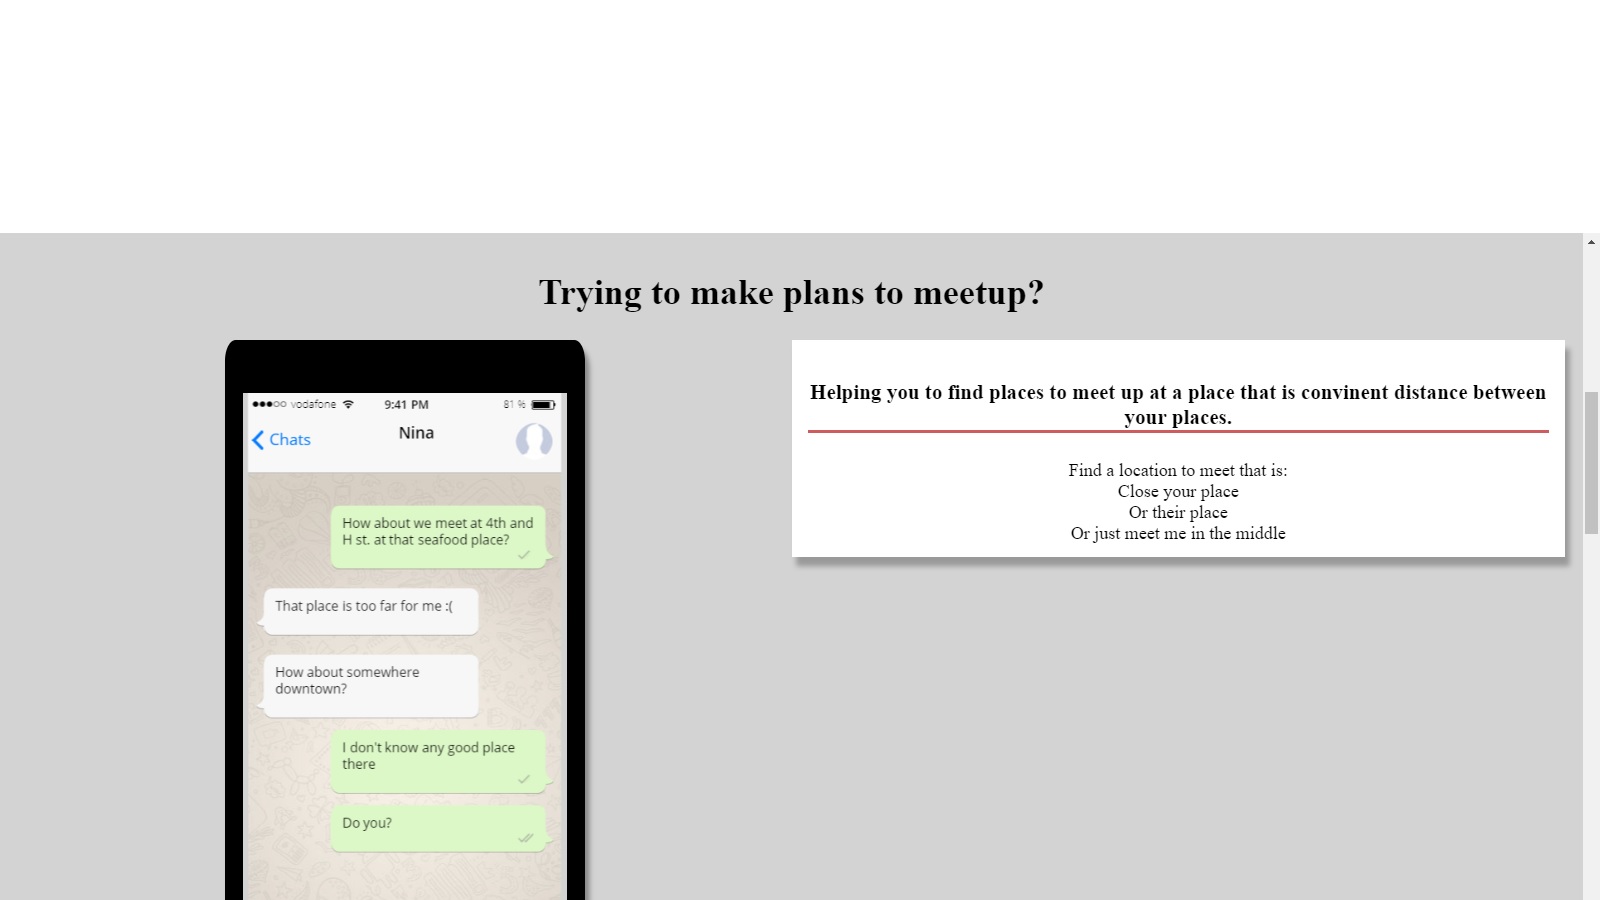 Trying to make plans to meetup?
vodafone 9:41 PM 81 %
Chats
Nina
How about we meet at 4th and
H st. at that seafood place?
That place is too far for me :(
How about somewhere
downtown?
I don't know any good place
there
Do you?
Helping you to find places to meet up at a place that is convinent distance between
your places.
Find a location to meet that is:
Close your place
Or their place
Or just meet me in the middle